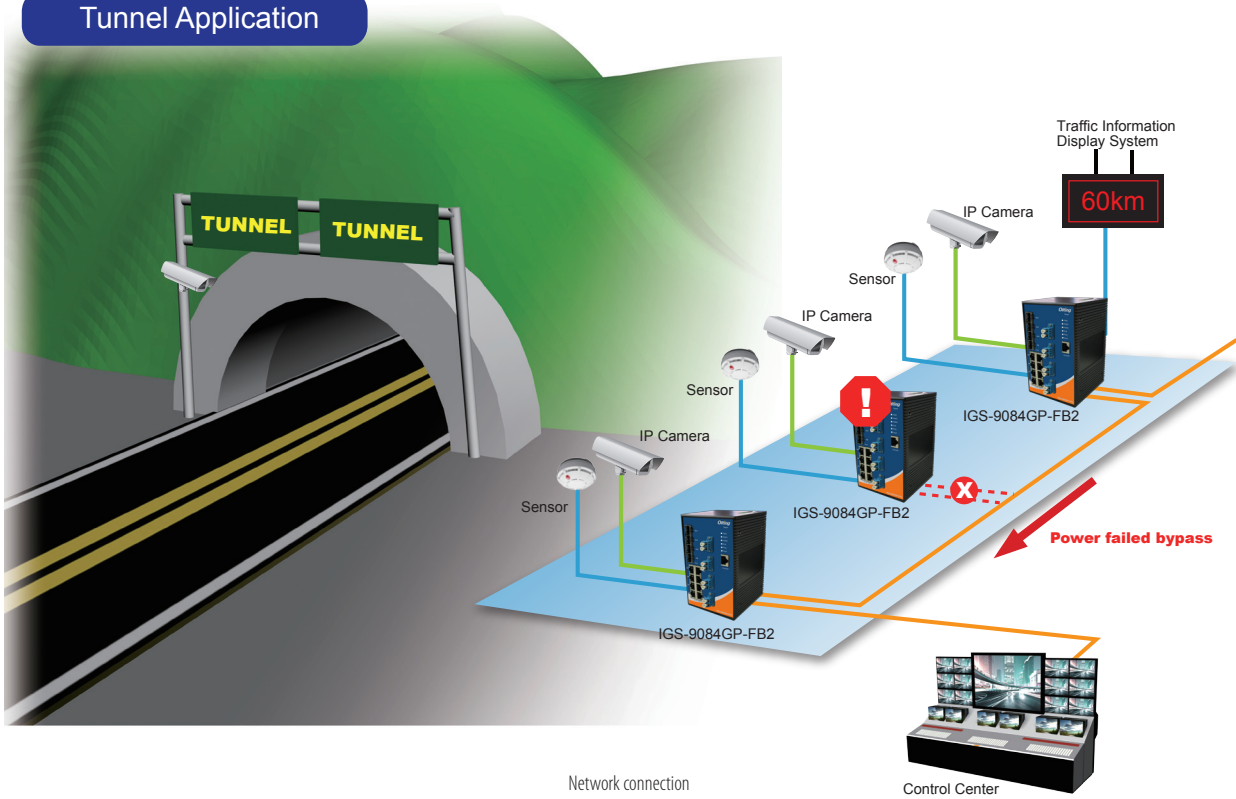 Tunnel Application
TUNNEL
TUNNEL
Traffic Information
Display System
60km
IP Camera
Sensor
IGS-9084GP-FB2
IP Camera
Sensor
!
IGS-9084GP-FB2
X
Power failed bypass
IP Camera
Sensor
IGS-9084GP-FB2
Control Center
Network connection